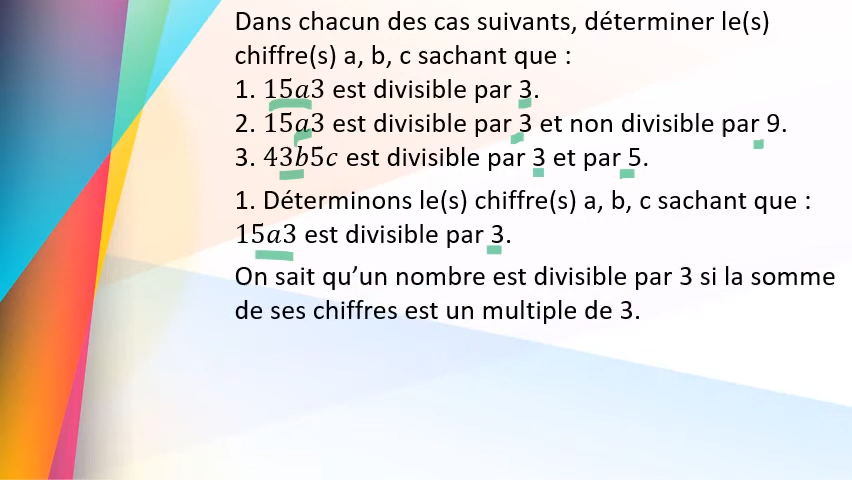 Dans chacun des cas suivants, déterminer le(s)
chiffre(s) a, b, c sachant que :
1. 15a3 est divisible par 3.
2. 15a3 est divisible par 3 et non divisible par 9.
3. 43b5c est divisible par 3 et par 5.
1. Déterminons le(s) chiffre(s) a, b, c sachant que :
15a3 est divisible par 3.
On sait qu’un nombre est divisible par 3 si la somme
de ses chiffres est un multiple de 3.